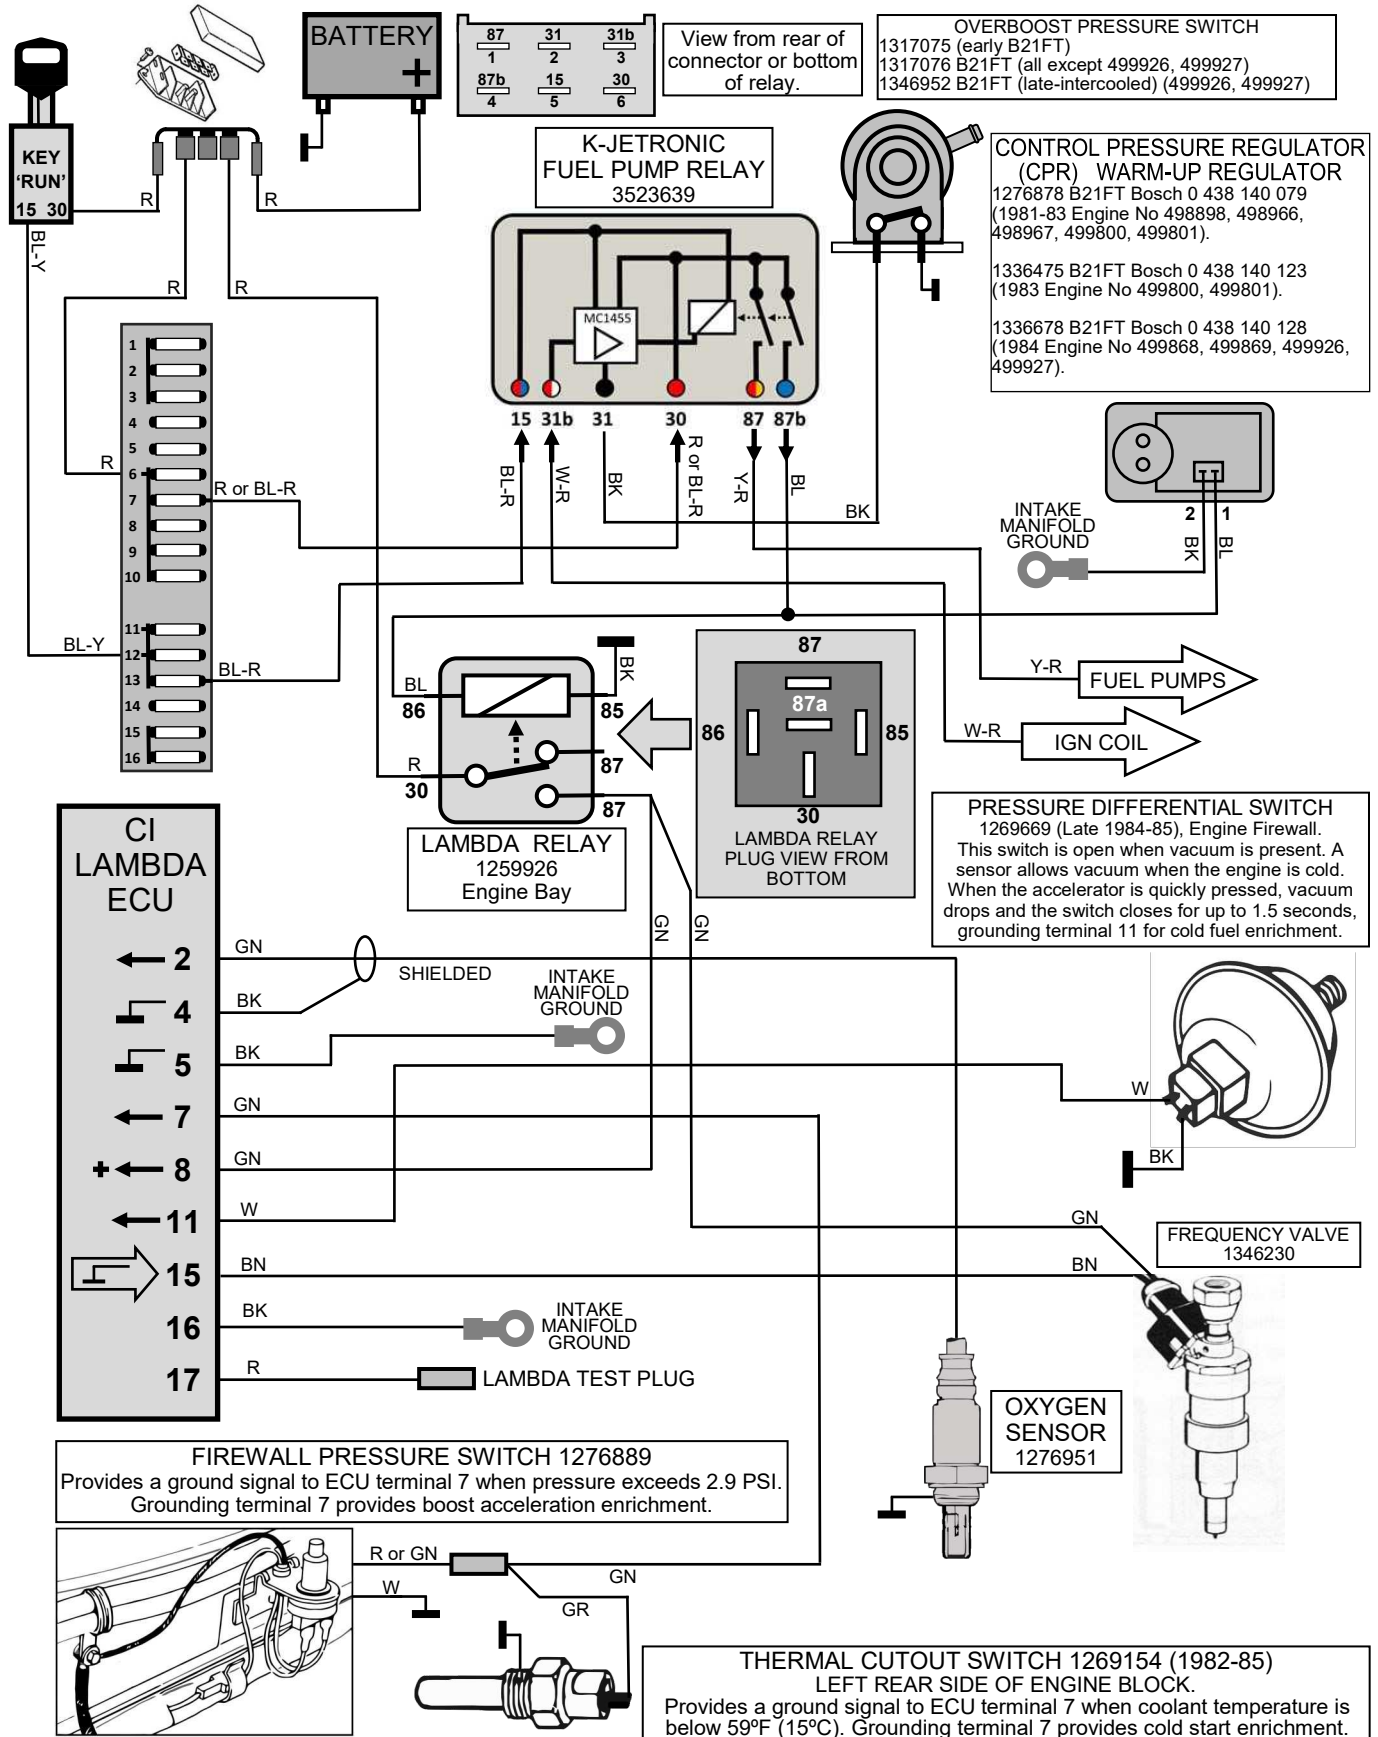 BATTERY
+
87
31
31b
1
2
3
87b
15
30
4
5
6
View from rear of
connector or bottom
of relay.
OVERBOOST PRESSURE SWITCH
1317075 (early B21FT)
1317076 B21FT (all except 499926, 499927)
1346952 B21FT (late-intercooled) (499926, 499927)
KEY
'RUN'
15 30
R
R
BL-Y
R
R
K-JETRONIC
FUEL PUMP RELAY
3523639
MC1455
15
31b
31
30
87
87b
BL-R
W-R
BK
R or BL-R
Y-R
BL
BK
CONTROL PRESSURE REGULATOR
(CPR) WARM-UP REGULATOR
1276878 B21FT Bosch 0 438 140 079
(1981-83 Engine No 498898, 498966,
498967, 499800, 499801).
1336475 B21FT Bosch 0 438 140 123
(1983 Engine No 499800, 499801).
1336678 B21FT Bosch 0 438 140 128
(1984 Engine No 499868, 499869, 499926,
499927).
2
1
BK
BL
INTAKE
MANIFOLD
GROUND
1
2
3
4
5
6
7
8
9
10
11
12
13
14
15
16
R
R or BL-R
BL-Y
BL-R
BL
86
BK
85
R
30
87
87
LAMBDA RELAY
1259926
Engine Bay
87
87a
86
85
30
LAMBDA RELAY
PLUG VIEW FROM
BOTTOM
Y-R
FUEL PUMPS
W-R
IGN COIL
PRESSURE DIFFERENTIAL SWITCH
1269669 (Late 1984-85), Engine Firewall.
This switch is open when vacuum is present. A
sensor allows vacuum when the engine is cold.
When the accelerator is quickly pressed, vacuum
drops and the switch closes for up to 1.5 seconds,
grounding terminal 11 for cold fuel enrichment.
W
BK
CI
LAMBDA
ECU
2
4
5
7
+ 8
11
15
16
17
GN
BK
SHIELDED
BK
INTAKE
MANIFOLD
GROUND
GN
GN
GN
GN
W
BN
BK
INTAKE
MANIFOLD
GROUND
R
LAMBDA TEST PLUG
GN
BN
FREQUENCY VALVE
1346230
OXYGEN
SENSOR
1276951
FIREWALL PRESSURE SWITCH 1276889
Provides a ground signal to ECU terminal 7 when pressure exceeds 2.9 PSI.
Grounding terminal 7 provides boost acceleration enrichment.
R or GN
W
GN
GR
THERMAL CUTOUT SWITCH 1269154 (1982-85)
LEFT REAR SIDE OF ENGINE BLOCK.
Provides a ground signal to ECU terminal 7 when coolant temperature is
below 59ºF (15ºC). Grounding terminal 7 provides cold start enrichment.